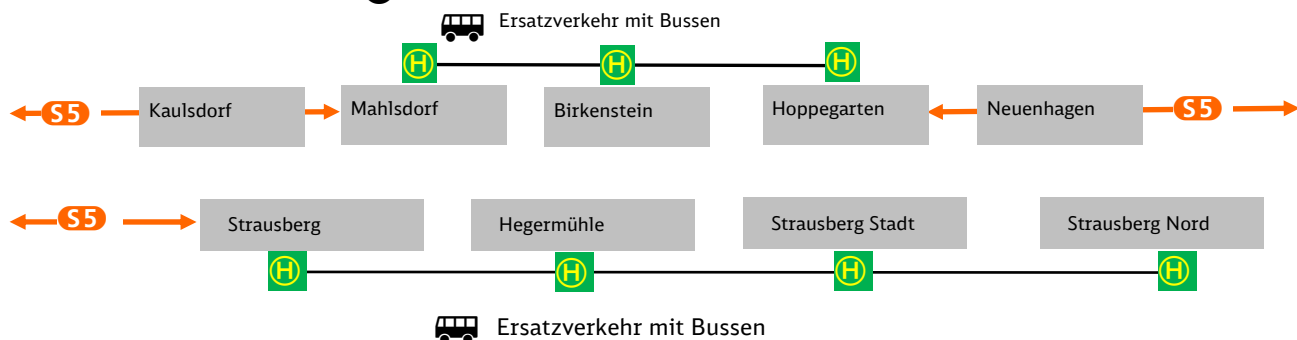 Ersatzverkehr mit Bussen
H H H
S5 Kaulsdorf Mahlsdorf Birkenstein Hoppegarten Neuenhagen S5
S5 Strausberg Hegermühle Strausberg Stadt Strausberg Nord
H H H H
Ersatzverkehr mit Bussen